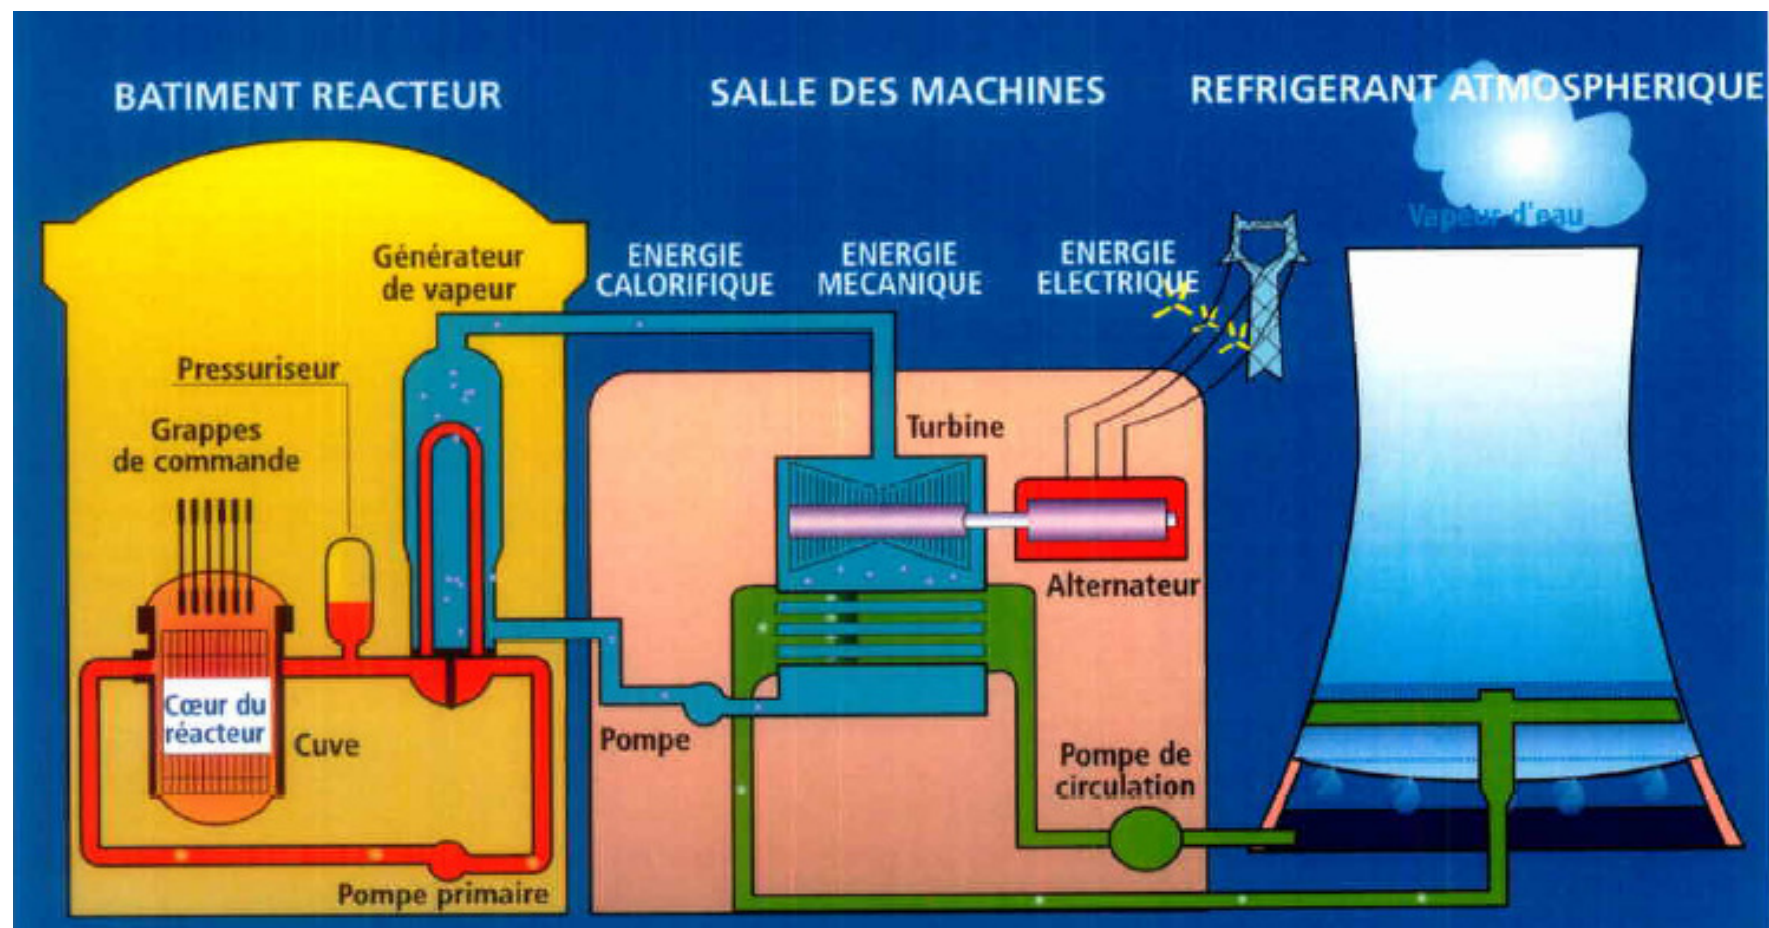 BATIMENT REACTEUR
SALLE DES MACHINES
REFRIGERANT ATMOSPHERIQUE
Vapeur d'eau
Générateur
de vapeur
ENERGIE
CALORIFIQUE
ENERGIE
MECANIQUE
ENERGIE
ELECTRIQUE
Pressuriseur
Grappes
de commande
Turbine
Alternateur
Cœur du
réacteur
Cuve
Pompe
Pompe de
circulation
Pompe primaire